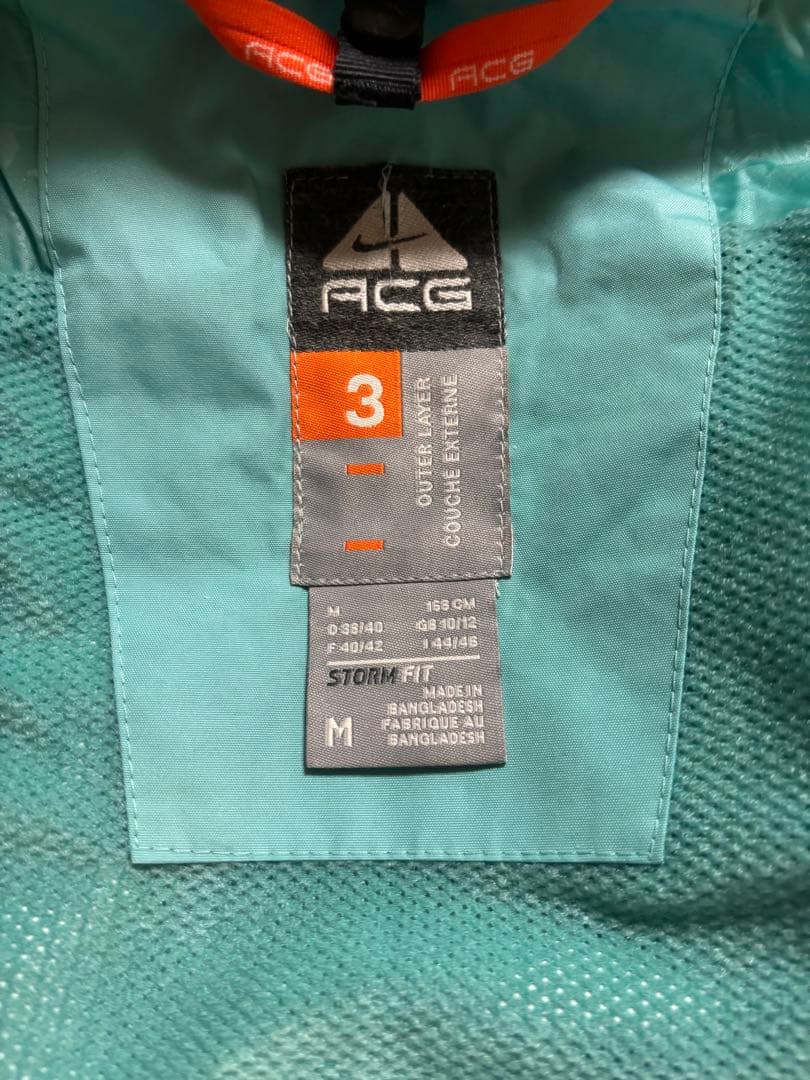 ACG ACG
ACG
3
OUTER LAYER
COUCHE EXTERNE
M 168 CM
D 38/40 GB 10/12
F 40/42 I 44/46
STORM FIT
MADE IN
BANGLADESH
M FABRIQUE AU
BANGLADESH